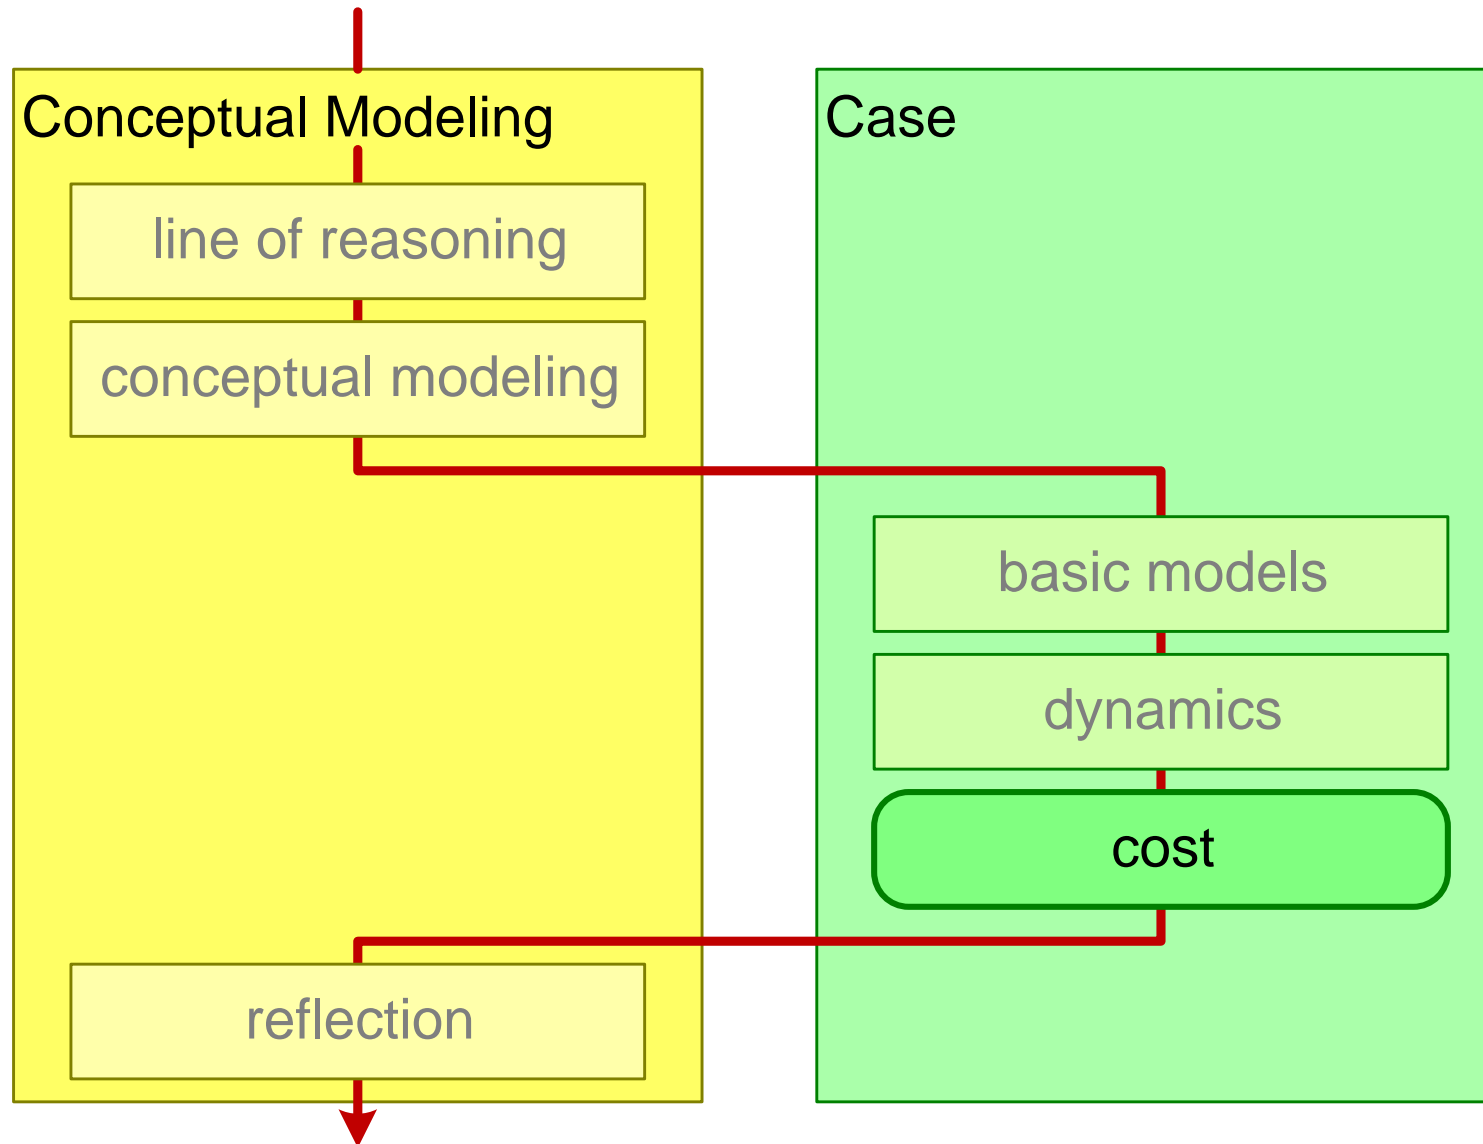 Conceptual Modeling
line of reasoning
conceptual modeling
Case
basic models
dynamics
cost
reflection